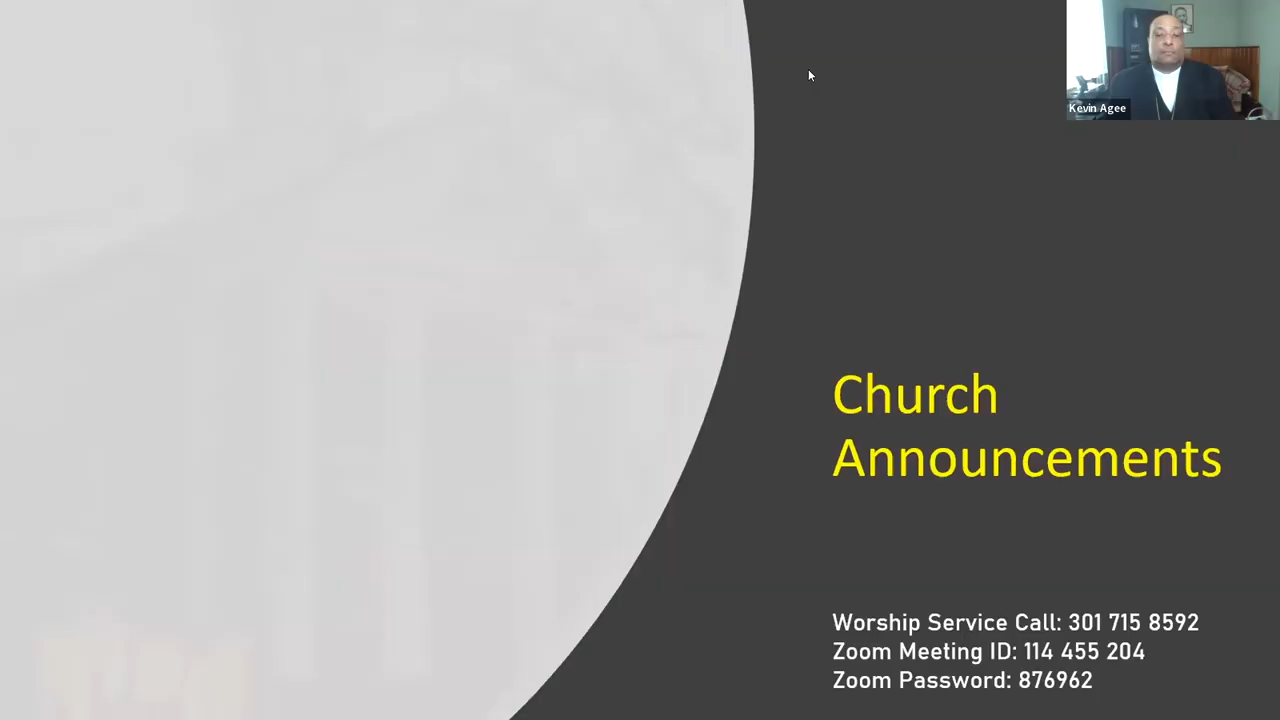 Kevin Agee
Church
Announcements
Worship Service Call: 301 715 8592
Zoom Meeting ID: 114 455 204
Zoom Password: 876962